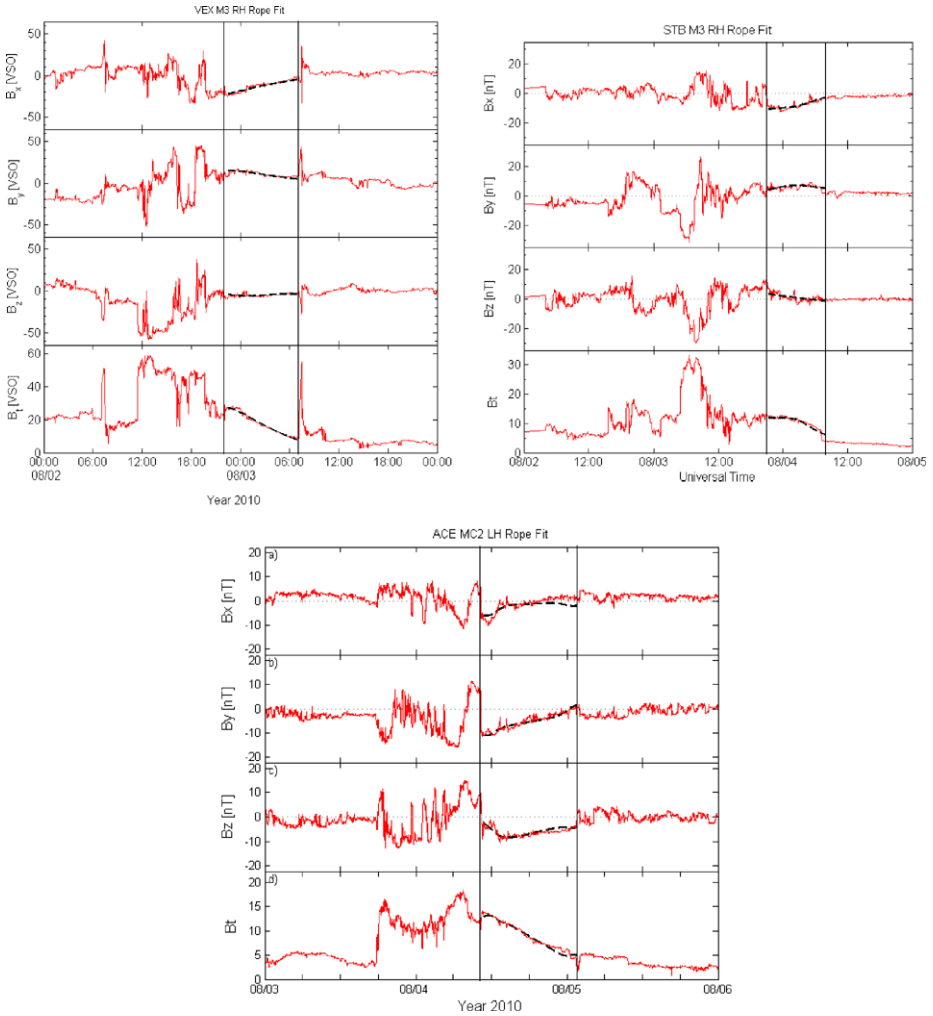 VEX M3 RH Rope Fit
50
0
-50
Bx [VSO]
50
0
-50
By [VSO]
50
0
-50
Bz [VSO]
60
40
20
0
Bt [VSO]
00:00 06:00 12:00 18:00 00:00 06:00 12:00 18:00 00:00
08/02 08/03
Year 2010
STB M3 RH Rope Fit
20
0
-20
Bx [nT]
20
0
-20
By [nT]
20
0
-20
Bz [nT]
30
20
10
0
Bt
08/02 12:00 08/03 12:00 08/04 12:00 08/05
Universal Time
ACE MC2 LH Rope Fit
a)
20
10
0
-10
-20
Bx [nT]
b)
20
10
0
-10
-20
By [nT]
c)
20
10
0
-10
-20
Bz [nT]
d)
20
15
10
5
0
Bt
08/03 08/04 08/05 08/06
Year 2010